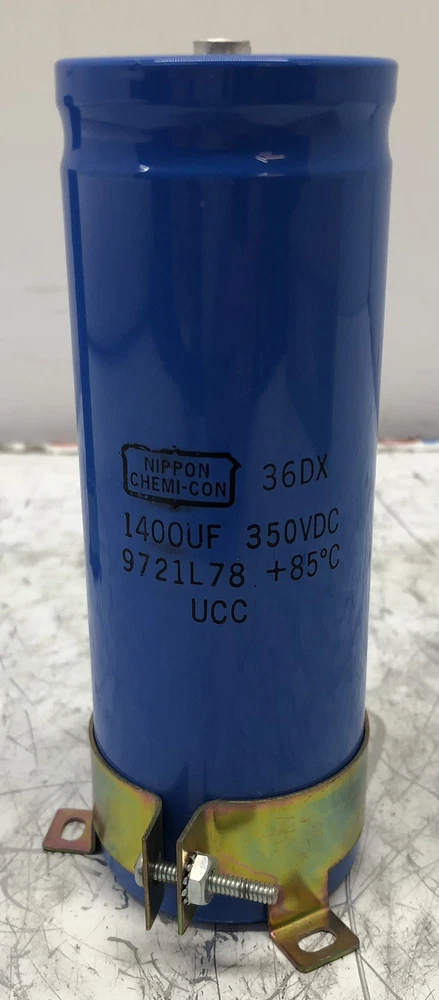 NIPPON
CHEMI-CON
36DX
1400UF 350VDC
9721L78 +85°C
UCC